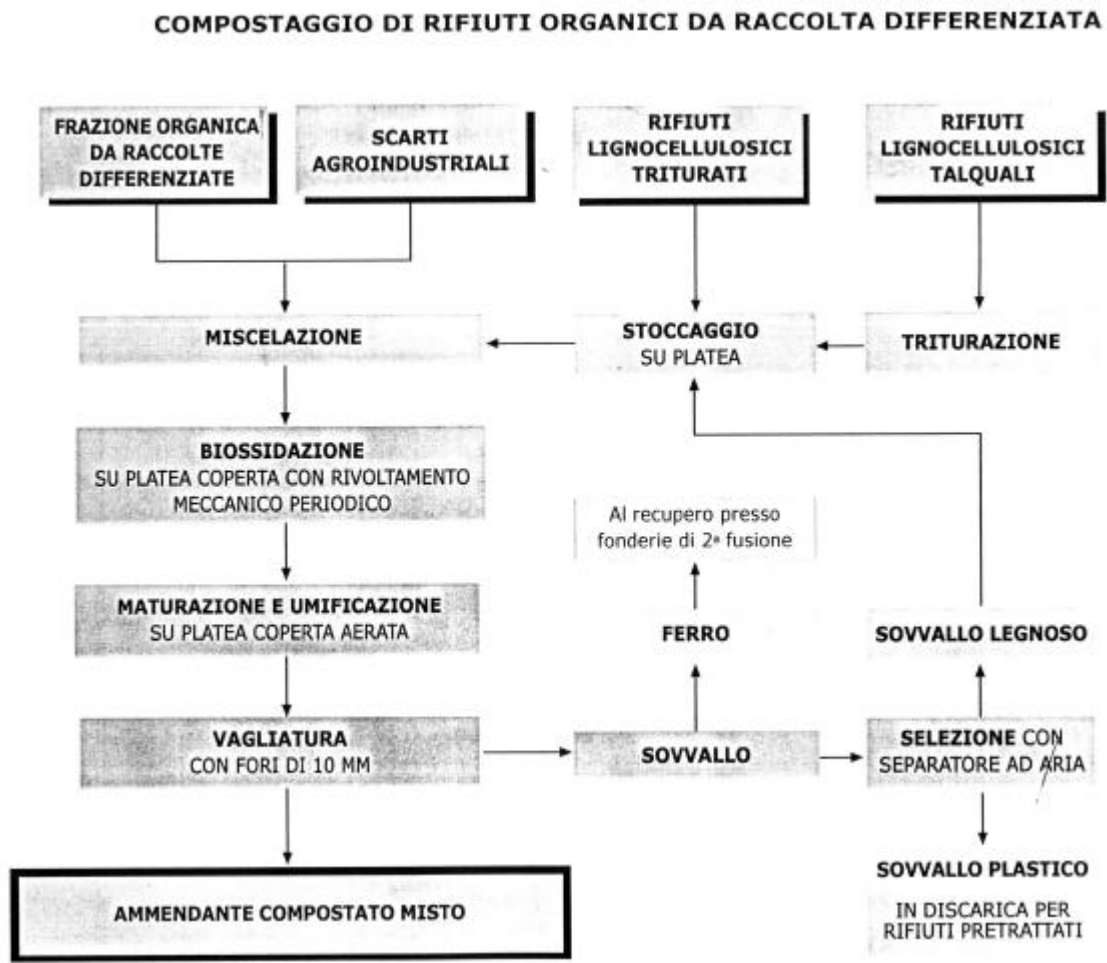 COMPOSTAGGIO DI RIFIUTI ORGANICI DA RACCOLTA DIFFERENZIATA
FRAZIONE ORGANICA
DA RACCOLTE
DIFFERENZIATE
SCARTI
AGROINDUSTRIALI
RIFIUTI
LIGNOCELLULOSICI
TRITURATI
RIFIUTI
LIGNOCELLULOSICI
TALQUALI
MISCELAZIONE
STOCCAGGIO
SU PLATEA
TRITURAZIONE
BIOSSIDAZIONE
SU PLATEA COPERTA CON RIVOLTAMENTO
MECCANICO PERIODICO
Al recupero presso
fonderie di 2ª fusione
MATURAZIONE E UMIFICAZIONE
SU PLATEA COPERTA AERATA
FERRO
SOVVALLO LEGNOSO
VAGLIATURA
CON FORI DI 10 MM
SOVVALLO
SELEZIONE CON
SEPARATORE AD ARIA
AMMENDANTE COMPOSTATO MISTO
SOVVALLO PLASTICO
IN DISCARICA PER
RIFIUTI PRETRATTATI